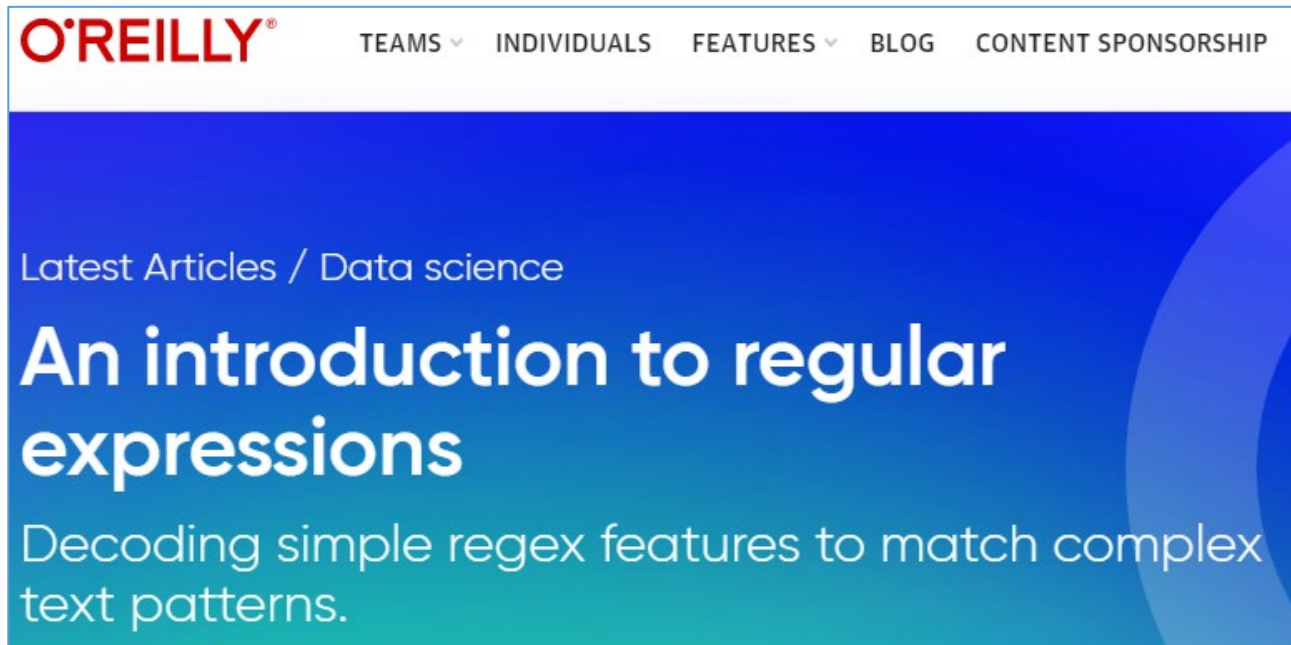 O'REILLY®
TEAMS INDIVIDUALS FEATURES BLOG CONTENT SPONSORSHIP
Latest Articles / Data science
An introduction to regular
expressions
Decoding simple regex features to match complex
text patterns.